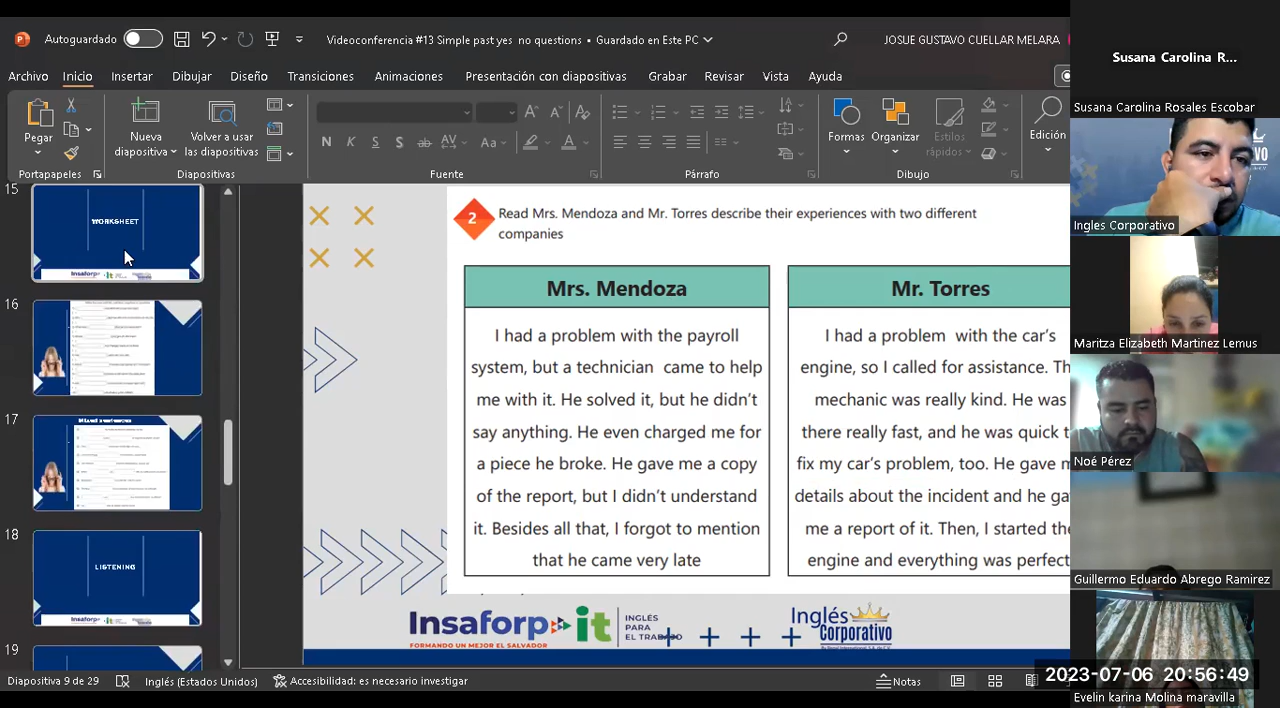 Autoguardado
Videoconferencia #13 Simple past yes no questions • Guardado en Este PC
JOSUE GUSTAVO CUELLAR MELARA
Archivo Inicio Insertar Dibujar Diseño Transiciones Animaciones Presentación con diapositivas Grabar Revisar Vista Ayuda
Pegar
Nueva diapositiva
Volver a usar las diapositivas
Formas
Organizar
Estilos rápidos
Edición
Portapapeles
Diapositivas
Fuente
Párrafo
Dibujo
15
WORKSHEET
16
17
Mixed sentences
18
LISTENING
19
2
Read Mrs. Mendoza and Mr. Torres describe their experiences with two different
companies
Mrs. Mendoza
I had a problem with the payroll
system, but a technician came to help
me with it. He solved it, but he didn't
say anything. He even charged me for
a piece he broke. He gave me a copy
of the report, but I didn't understand
it. Besides all that, I forgot to mention
that he came very late
Mr. Torres
I had a problem with the car's
engine, so I called for assistance. Th
mechanic was really kind. He was
there really fast, and he was quick t
fix my car's problem, too. He gave m
details about the incident and he ga
me a report of it. Then, I started the
engine and everything was perfect
Insaforp it
FORMANDO UN MEJOR EL SALVADOR
INGLÉS
PARA
EL TRABAJO
Inglés
Corporativo
Diapositiva 9 de 29
Inglés (Estados Unidos)
Accesibilidad: es necesario investigar
Notas
Susana Carolina R...
Susana Carolina Rosales Escobar
Ingles Corporativo
Maritza Elizabeth Martinez Lemus
Noé Pérez
Guillermo Eduardo Abrego Ramirez
2023-07-06 20:56:49
Evelin karina Molina maravilla